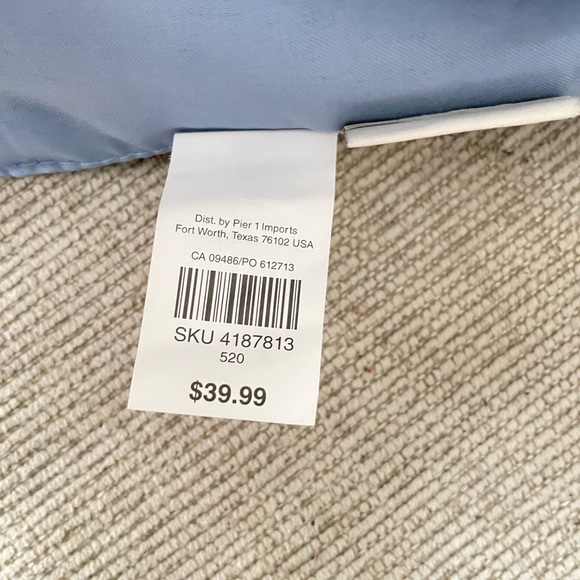 Dist. by Pier 1 Imports
Fort Worth, Texas 76102 USA
CA 09486/PO 612713
SKU 4187813
520
$39.99